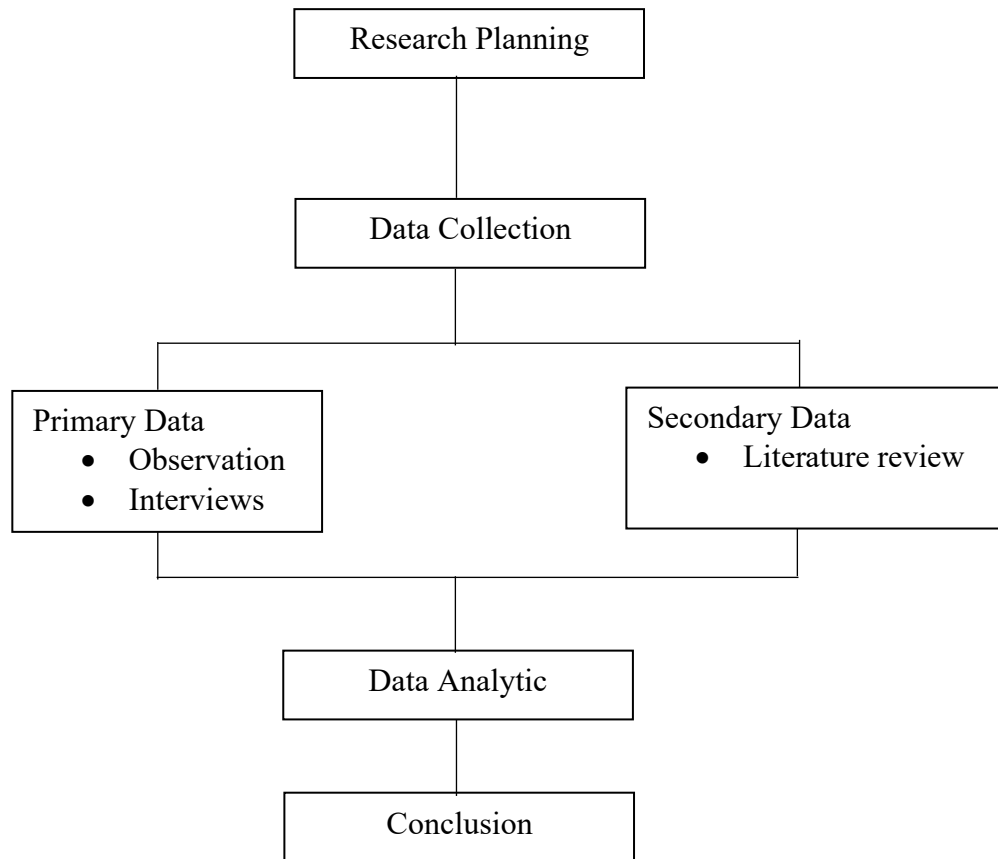 Research Planning
Data Collection
Primary Data
• Observation
• Interviews
Secondary Data
• Literature review
Data Analytic
Conclusion